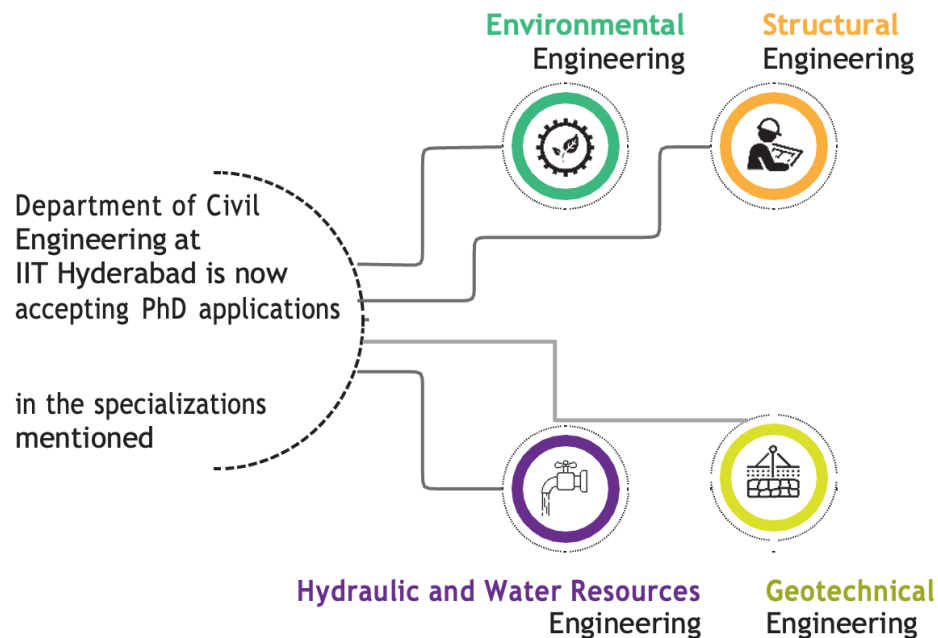 Environmental
Engineering
Structural
Engineering
Department of Civil
Engineering at
IIT Hyderabad is now
accepting PhD applications
in the specializations
mentioned
Hydraulic and Water Resources
Engineering
Geotechnical
Engineering